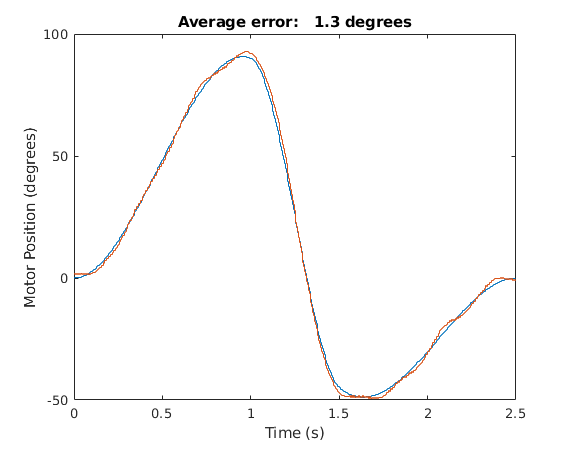 Average error:   1.3 degrees
100
50
0
-50
Motor Position (degrees)
0 0.5 1 1.5 2 2.5
Time (s)